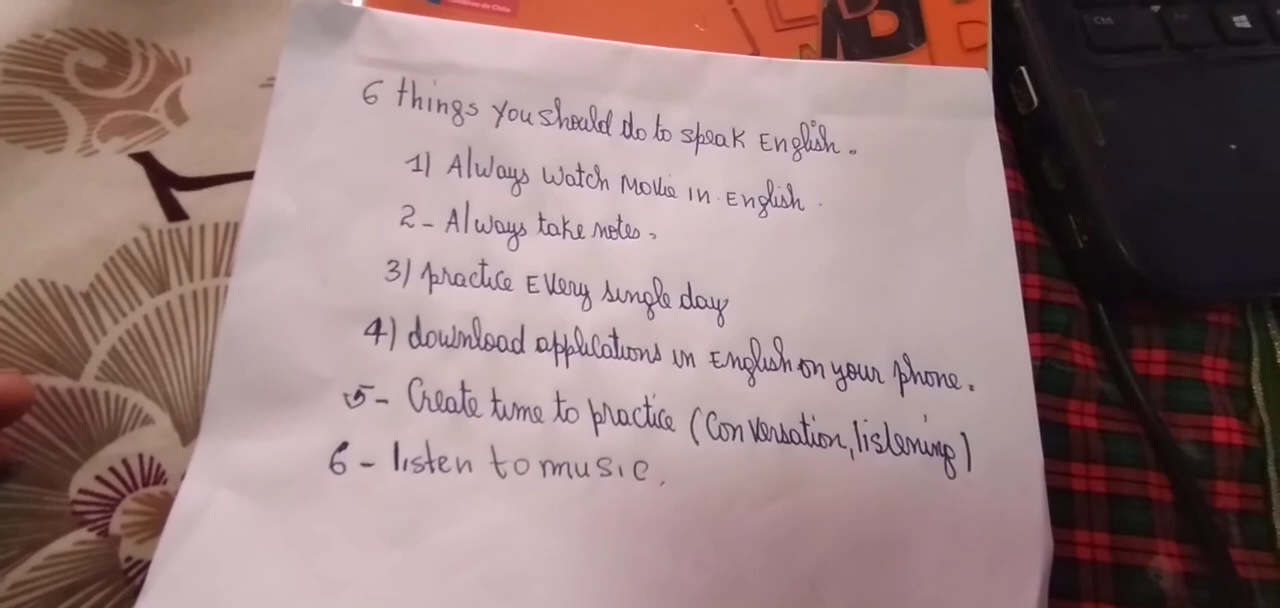 Ctrl
6 things you should do to speak English.
1) Always watch Movie in English.
2- Always take notes.
3) practice Every single day
4) download applications in English on your phone.
5- Create time to practice (Conversation, listening)
6- listen to music.